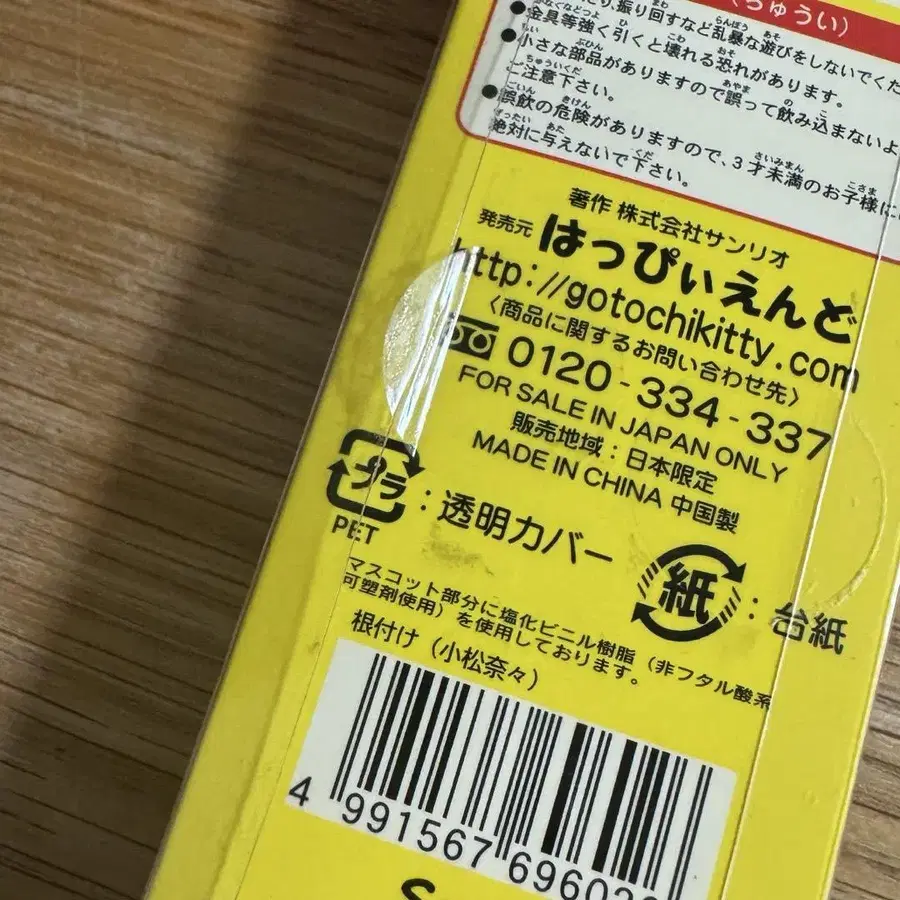 (ちゅうい)
り、振り回すなど乱暴な遊びをしないでくだ
●金具等強く引くと壊れる恐れがあります。
●小さな部品がありますので誤って飲み込まないよ
ご注意下さい。
●誤飲の危険がありますので、3才未満のお子様に
絶対に与えないで下さい。
著作 株式会社サンリオ
発売元 はっぴぃえんど
http://gotochikitty.com
〈商品に関するお問い合わせ先〉
0120-334-337
FOR SALE IN JAPAN ONLY
販売地域:日本限定
MADE IN CHINA 中国製
プラ:透明カバー
PET
紙:台紙
マスコット部分に塩化ビニル樹脂(非フタル酸系
可塑剤使用)を使用しております。
根付け(小松奈々)
4 991567 69602